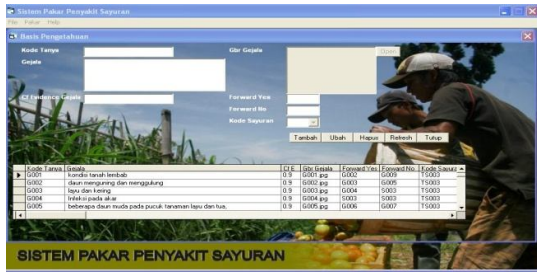 Sistem Pakar Penyakit Sayuran
File Pakar Help
Basis Pengetahuan
Kode Tanya
Gbr Gejala
Open
Gejala
Cf Evidence Gejala
Forward Yes
Forward No
Kode Sayuran
Tambah Ubah Hapus Refresh Tutup
Kode Tanya Gejala Cf E Gbr Gejala Forward Yes Forward No Kode Sayura
G001 kondisi tanah lembab 0.9 G001.jpg G002 G009 TS003
G002 daun menguning dan menggulung 0.9 G002.jpg G003 G005 TS003
G003 layu dan kering 0.9 G003.jpg G004 G004 TS003
G004 Infeksi pada akar 0.9 G004.jpg S003 S003 TS003
G005 beberapa daun muda pada pucuk tanaman layu dan tua, 0.9 G005.jpg G006 G007 TS003
SISTEM PAKAR PENYAKIT SAYURAN